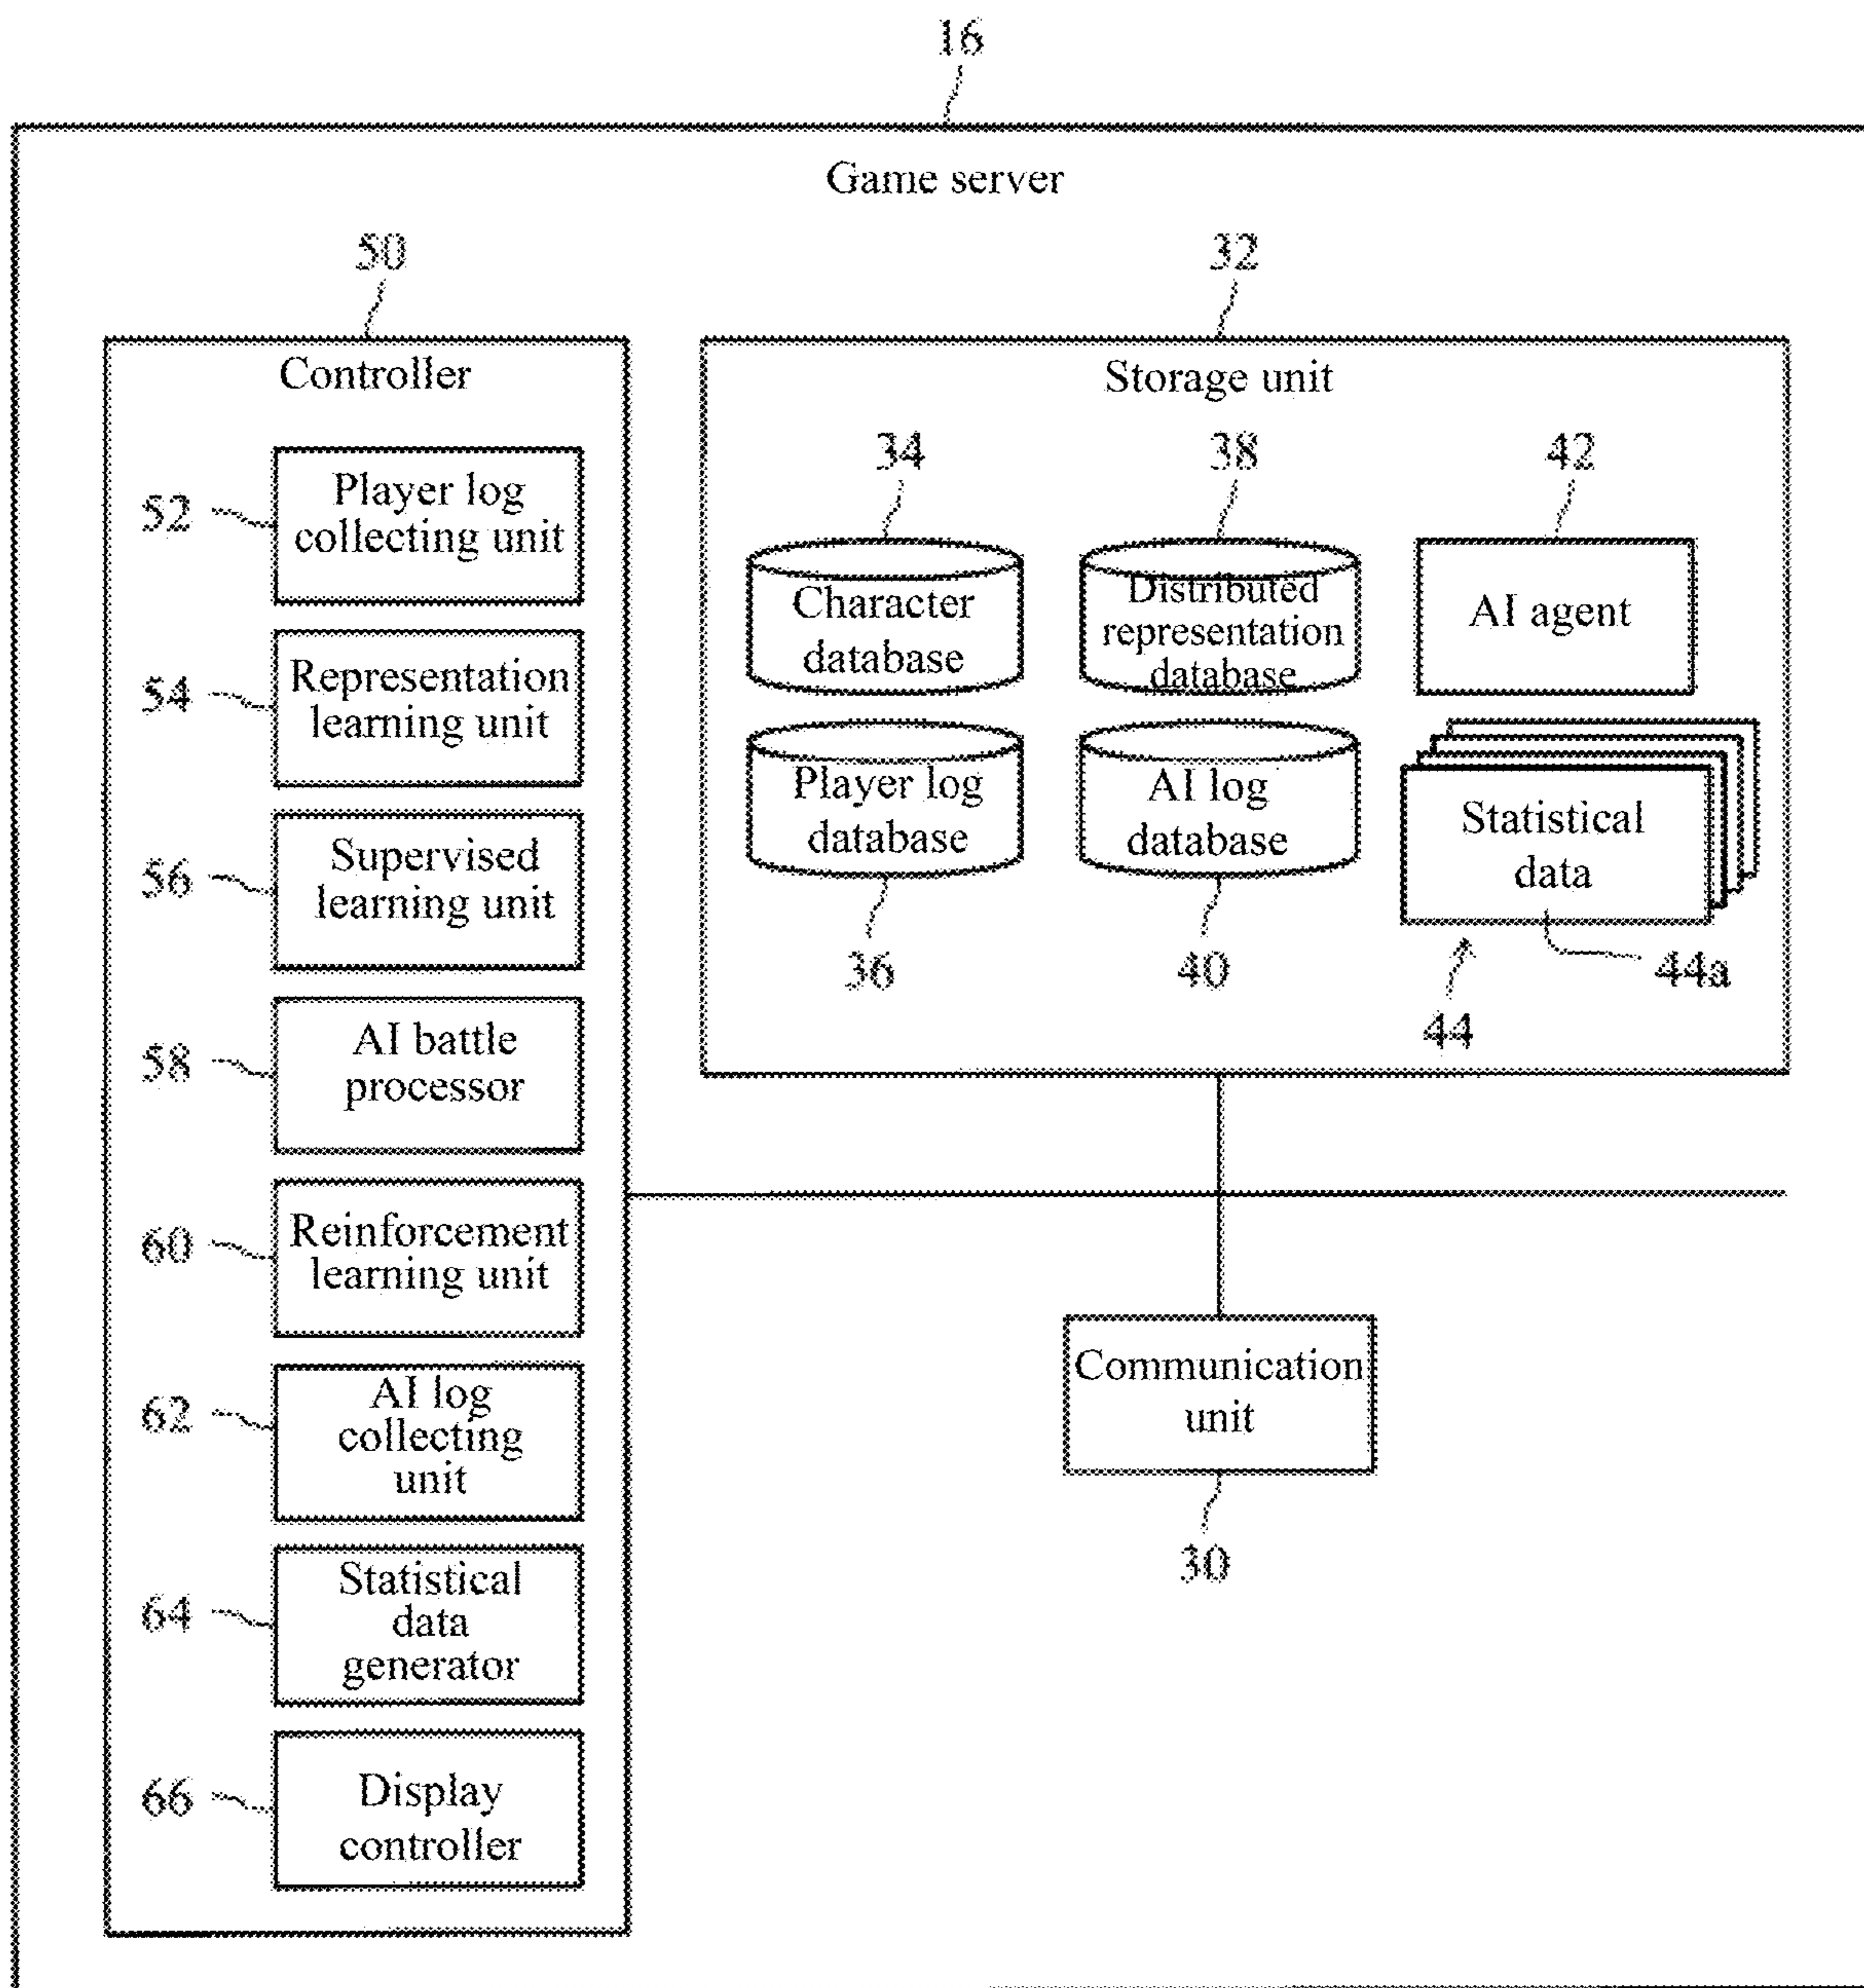 16
Game server
50
32
Controller
Storage unit
52
Player log
collecting unit
54
Representation
learning unit
56
Supervised
learning unit
58
AI battle
processor
60
Reinforcement
learning unit
62
AI log
collecting
unit
64
Statistical
data
generator
66
Display
controller
34
38
42
Character
database
Distributed
representation
database
AI agent
Player log
database
AI log
database
Statistical
data
36
40
44a
44
Communication
unit
30